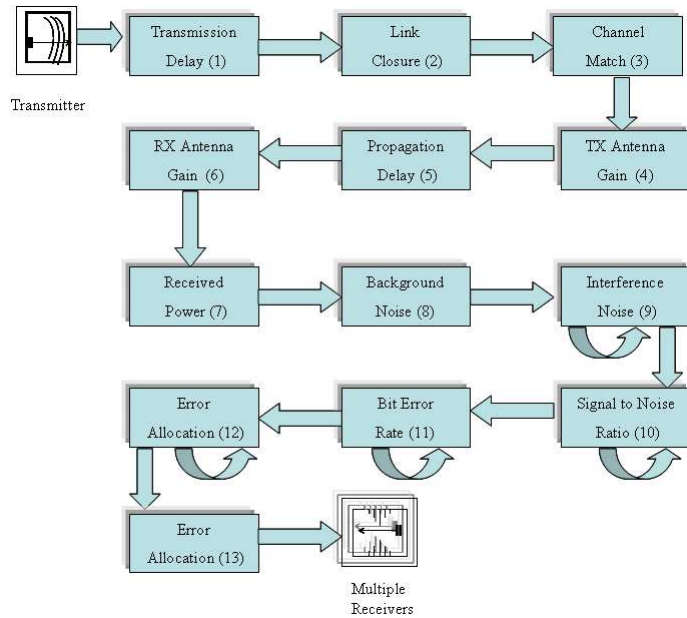 Transmission
Delay (1)
Link
Closure (2)
Channel
Match (3)
Transmitter
TX Antenna
Gain (4)
Propagation
Delay (5)
RX Antenna
Gain (6)
Received
Power (7)
Background
Noise (8)
Interference
Noise (9)
Signal to Noise
Ratio (10)
Bit Error
Rate (11)
Error
Allocation (12)
Error
Allocation (13)
Multiple
Receivers